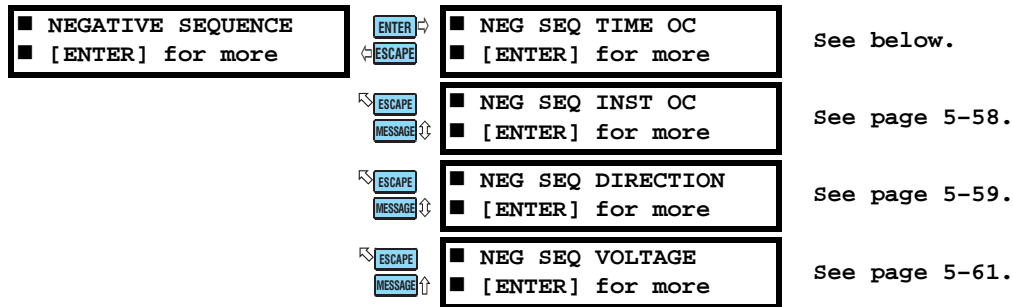 ■ NEGATIVE SEQUENCE
■ [ENTER] for more
ENTER ⇨
⇦ ESCAPE
■ NEG SEQ TIME OC
■ [ENTER] for more
See below.
ESCAPE
MESSAGE
■ NEG SEQ INST OC
■ [ENTER] for more
See page 5–58.
ESCAPE
MESSAGE
■ NEG SEQ DIRECTION
■ [ENTER] for more
See page 5–59.
ESCAPE
MESSAGE
■ NEG SEQ VOLTAGE
■ [ENTER] for more
See page 5–61.